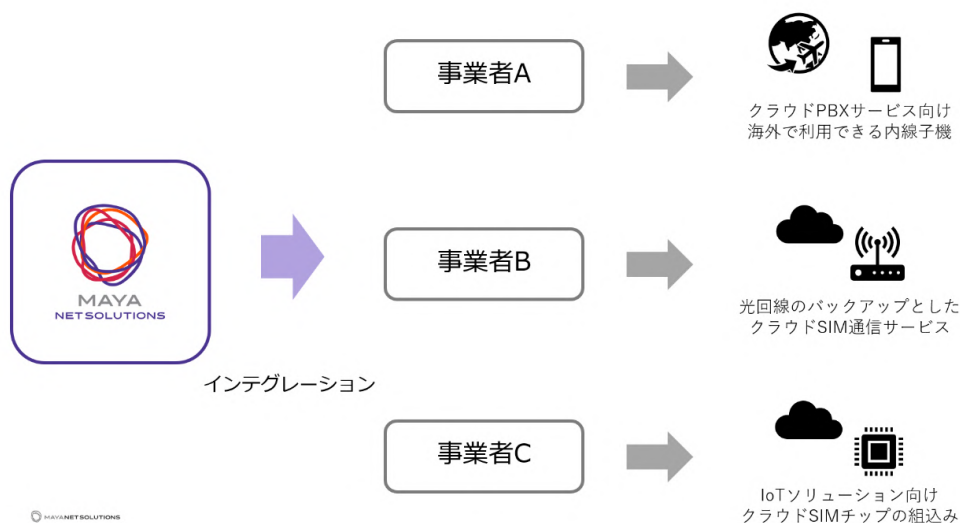 事業者A
クラウドPBXサービス向け
海外で利用できる内線子機
MAYA
NET SOLUTIONS
事業者B
光回線のバックアップとした
クラウドSIM通信サービス
インテグレーション
事業者C
IoTソリューション向け
クラウドSIMチップの組込み
MAYA NET SOLUTIONS